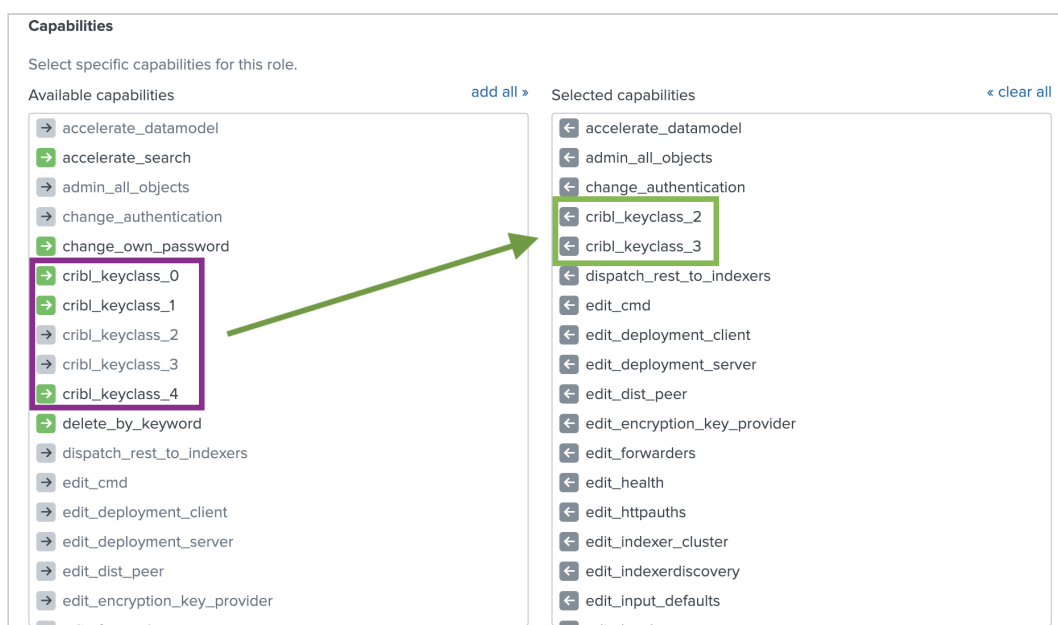 Capabilities
Select specific capabilities for this role.
Available capabilities
add all »
accelerate_datamodel
accelerate_search
admin_all_objects
change_authentication
change_own_password
cribl_keyclass_0
cribl_keyclass_1
cribl_keyclass_2
cribl_keyclass_3
cribl_keyclass_4
delete_by_keyword
dispatch_rest_to_indexers
edit_cmd
edit_deployment_client
edit_deployment_server
edit_dist_peer
edit_encryption_key_provider
Selected capabilities
« clear all
accelerate_datamodel
admin_all_objects
change_authentication
cribl_keyclass_2
cribl_keyclass_3
dispatch_rest_to_indexers
edit_cmd
edit_deployment_client
edit_deployment_server
edit_dist_peer
edit_encryption_key_provider
edit_forwarders
edit_health
edit_httpauths
edit_indexer_cluster
edit_indexerdiscovery
edit_input_defaults